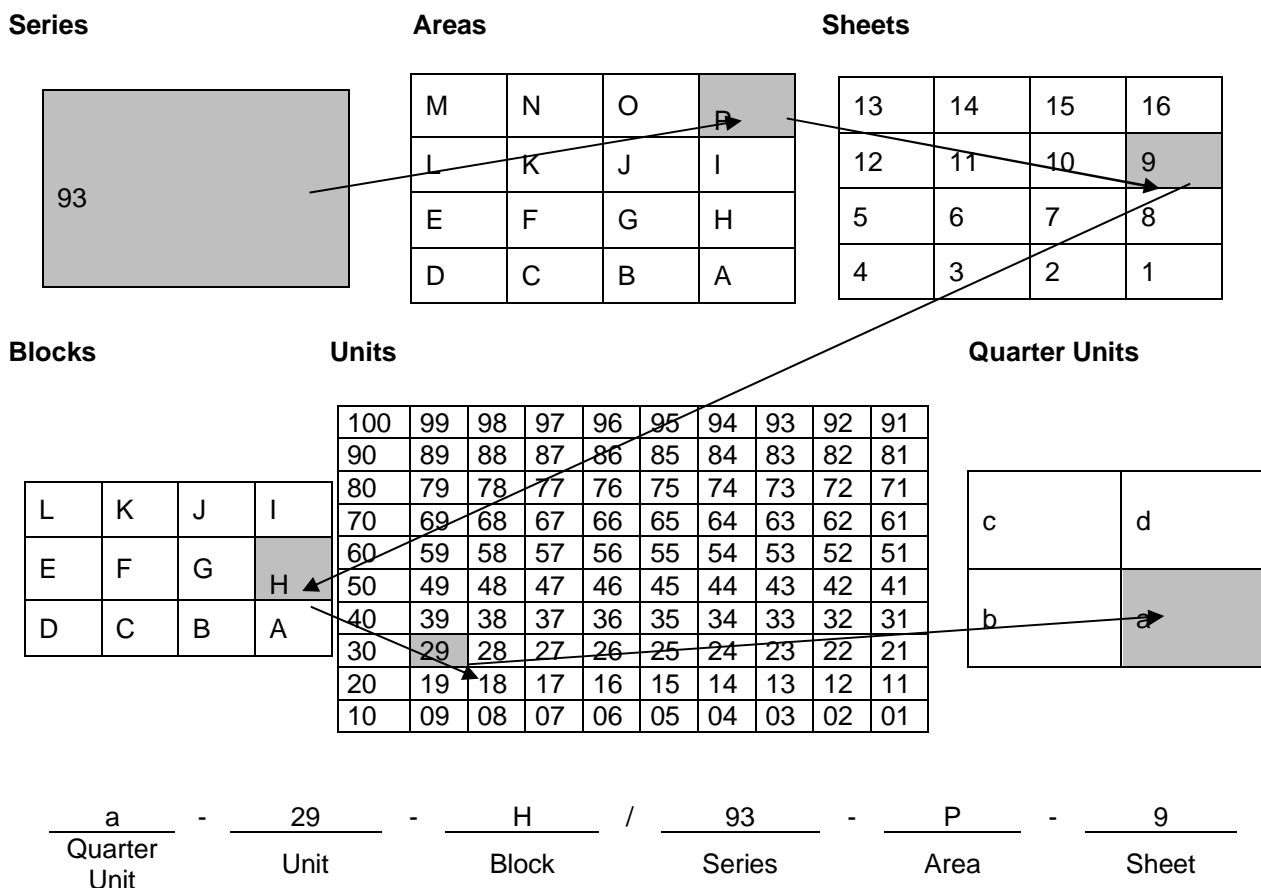 Series Areas Sheets
93
M N O P
L K J I
E F G H
D C B A
13 14 15 16
12 11 10 9
5 6 7 8
4 3 2 1
Blocks Units Quarter Units
L K J I
E F G H
D C B A
100 99 98 97 96 95 94 93 92 91
90 89 88 87 86 85 84 83 82 81
80 79 78 77 76 75 74 73 72 71
70 69 68 67 66 65 64 63 62 61
60 59 58 57 56 55 54 53 52 51
50 49 48 47 46 45 44 43 42 41
40 39 38 37 36 35 34 33 32 31
30 29 28 27 26 25 24 23 22 21
20 19 18 17 16 15 14 13 12 11
10 09 08 07 06 05 04 03 02 01
c d
b a
a - 29 - H / 93 - P - 9
Quarter Unit Unit Block Series Area Sheet